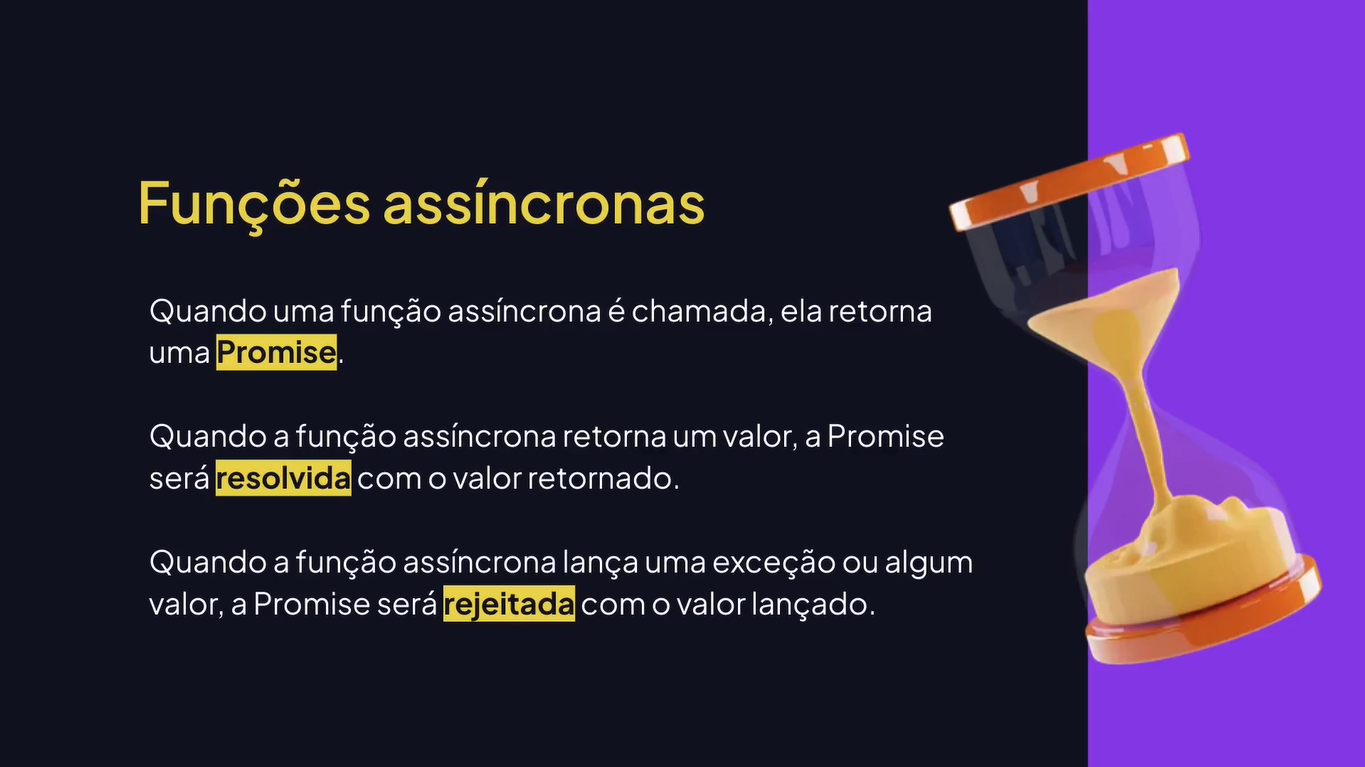 Funções assíncronas
Quando uma função assíncrona é chamada, ela retorna
uma Promise.
Quando a função assíncrona retorna um valor, a Promise
será resolvida com o valor retornado.
Quando a função assíncrona lança uma exceção ou algum
valor, a Promise será rejeitada com o valor lançado.